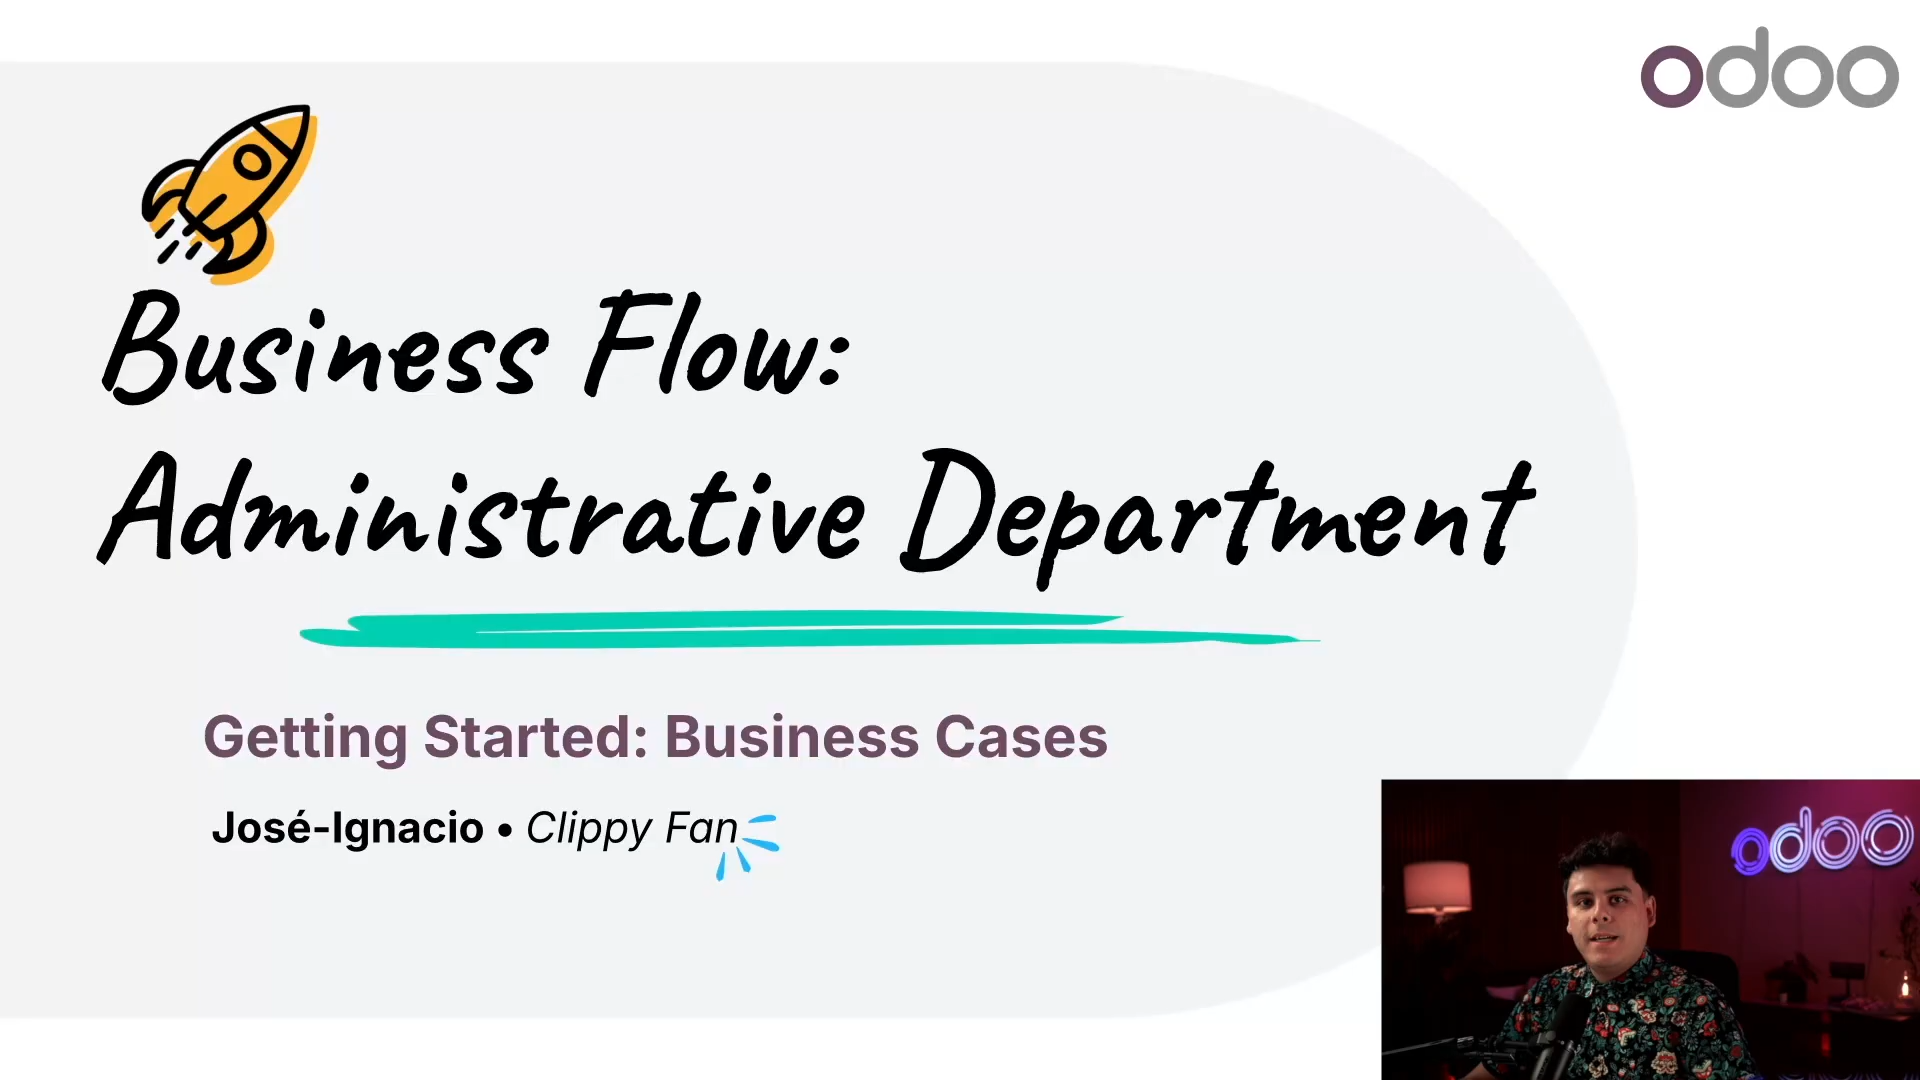 odoo
Business Flow:
Administrative Department
Getting Started: Business Cases
José-Ignacio • Clippy Fan
odoo